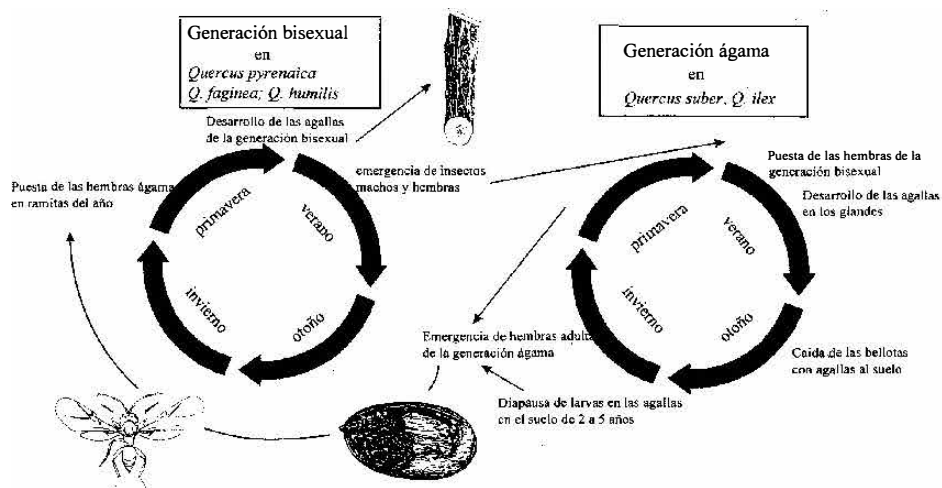 Generación bisexual
en
Quercus pyrenaica
Q. faginea; Q. humilis
Desarrollo de las agallas
de la generación bisexual
Puesta de las hembras ágama
en ramitas del año
emergencia de insectos
machos y hembras
primavera
verano
otoño
invierno
Generación ágama
en
Quercus suber, Q. ilex
Puesta de las hembras de la
generación bisexual
Desarrollo de las agallas
en los glandes
primavera
verano
otoño
invierno
Emergencia de hembras adult
de la generación ágama
Caida de las bellotas
con agallas al suelo
Diapausa de larvas en las agallas
en el suelo de 2 a 5 años